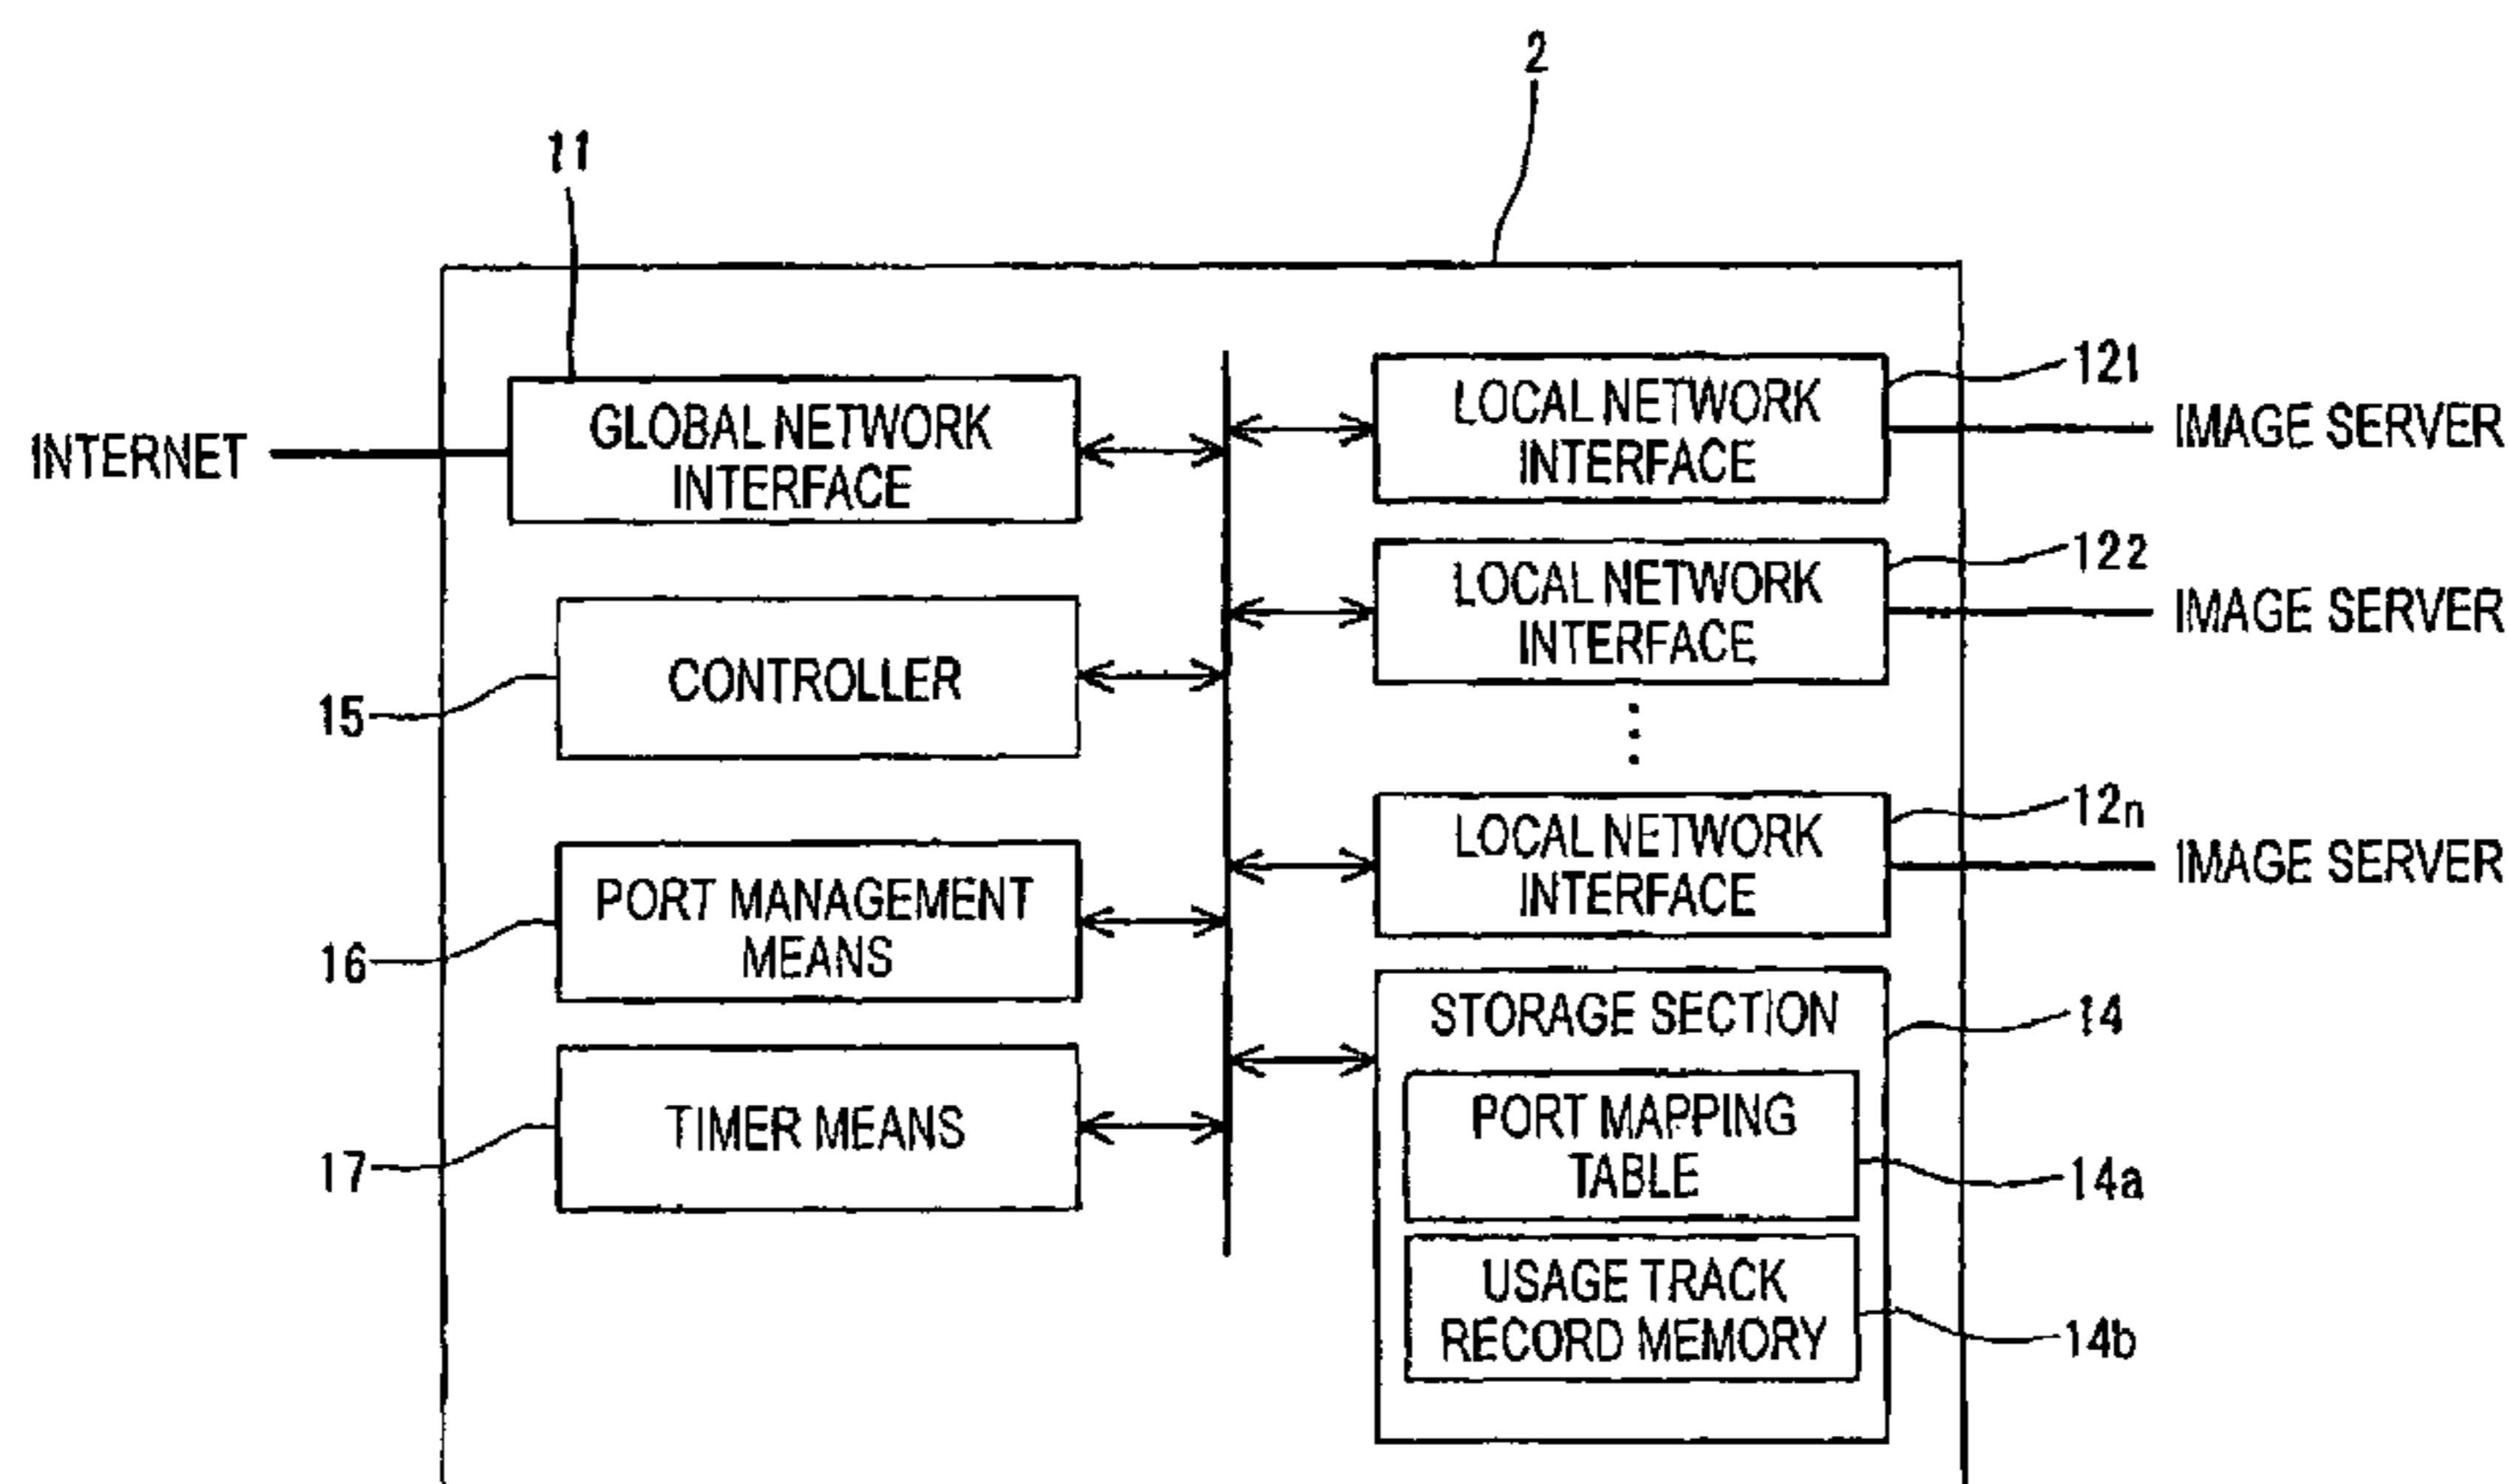 2
11
INTERNET
GLOBAL NETWORK
INTERFACE
LOCAL NETWORK
INTERFACE
121
IMAGE SERVER
LOCAL NETWORK
INTERFACE
122
IMAGE SERVER
15
CONTROLLER
LOCAL NETWORK
INTERFACE
12n
IMAGE SERVER
16
PORT MANAGEMENT
MEANS
17
TIMER MEANS
STORAGE SECTION
14
PORT MAPPING
TABLE
14a
USAGE TRACK
RECORD MEMORY
14b